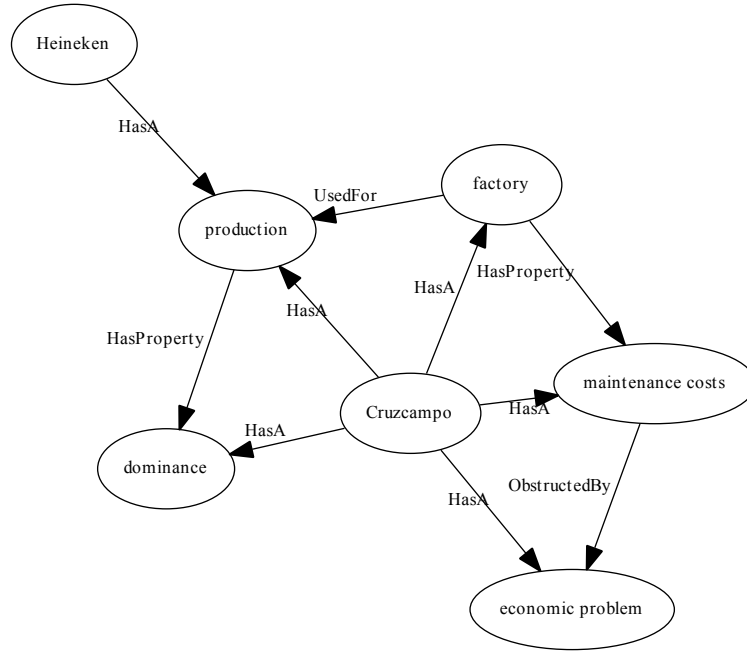 Heineken
HasA
factory
UsedFor
production
HasProperty
HasA
HasA
HasProperty
maintenance costs
Cruzcampo
HasA
HasA
dominance
ObstructedBy
HasA
economic problem